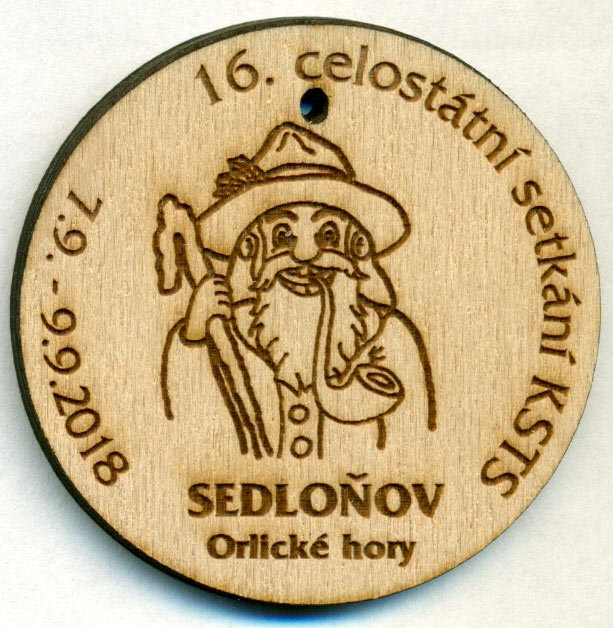 16. celostátní setkání KSTS
7.9. - 9.9.2018
SEDLOŇOV
Orlické hory